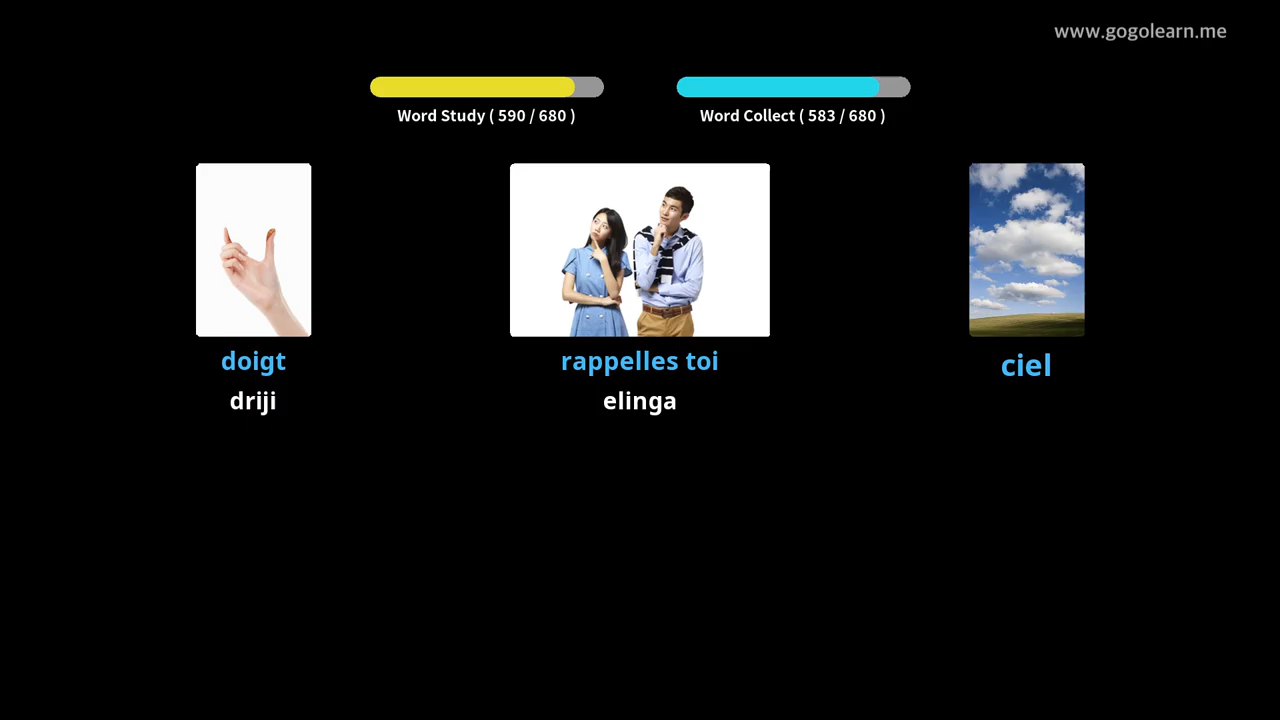 www.gogolearn.me
Word Study ( 590 / 680 )
Word Collect ( 583 / 680 )
doigt
driji
rappelles toi
elinga
ciel